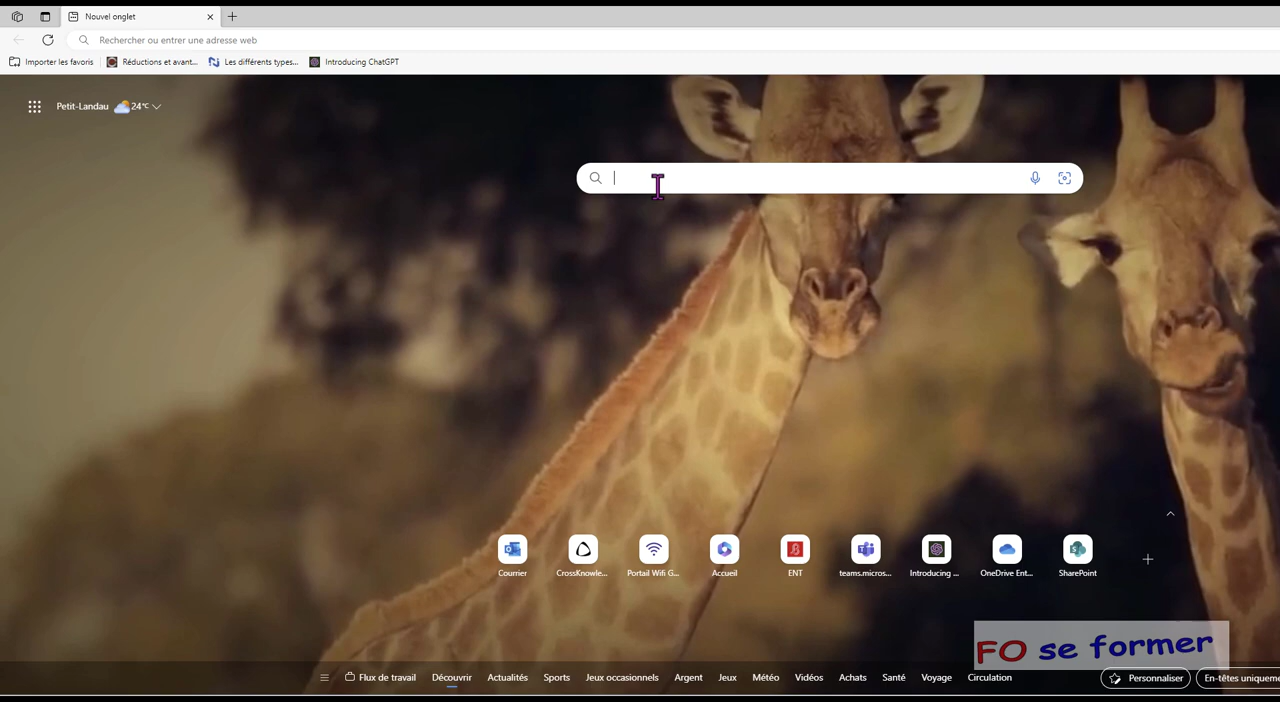 Nouvel onglet
Rechercher ou entrer une adresse web
Importer les favoris
Réductions et avant...
Les différents types...
Introducing ChatGPT
Petit-Landau
24°C
Courrier
CrossKnowle...
Portail Wifi G...
Accueil
ENT
teams.micros...
Introducing ...
OneDrive Ent...
SharePoint
FO se former
Flux de travail
Découvrir
Actualités
Sports
Jeux occasionnels
Argent
Jeux
Météo
Vidéos
Achats
Santé
Voyage
Circulation
Personnaliser
En-têtes uniqueme